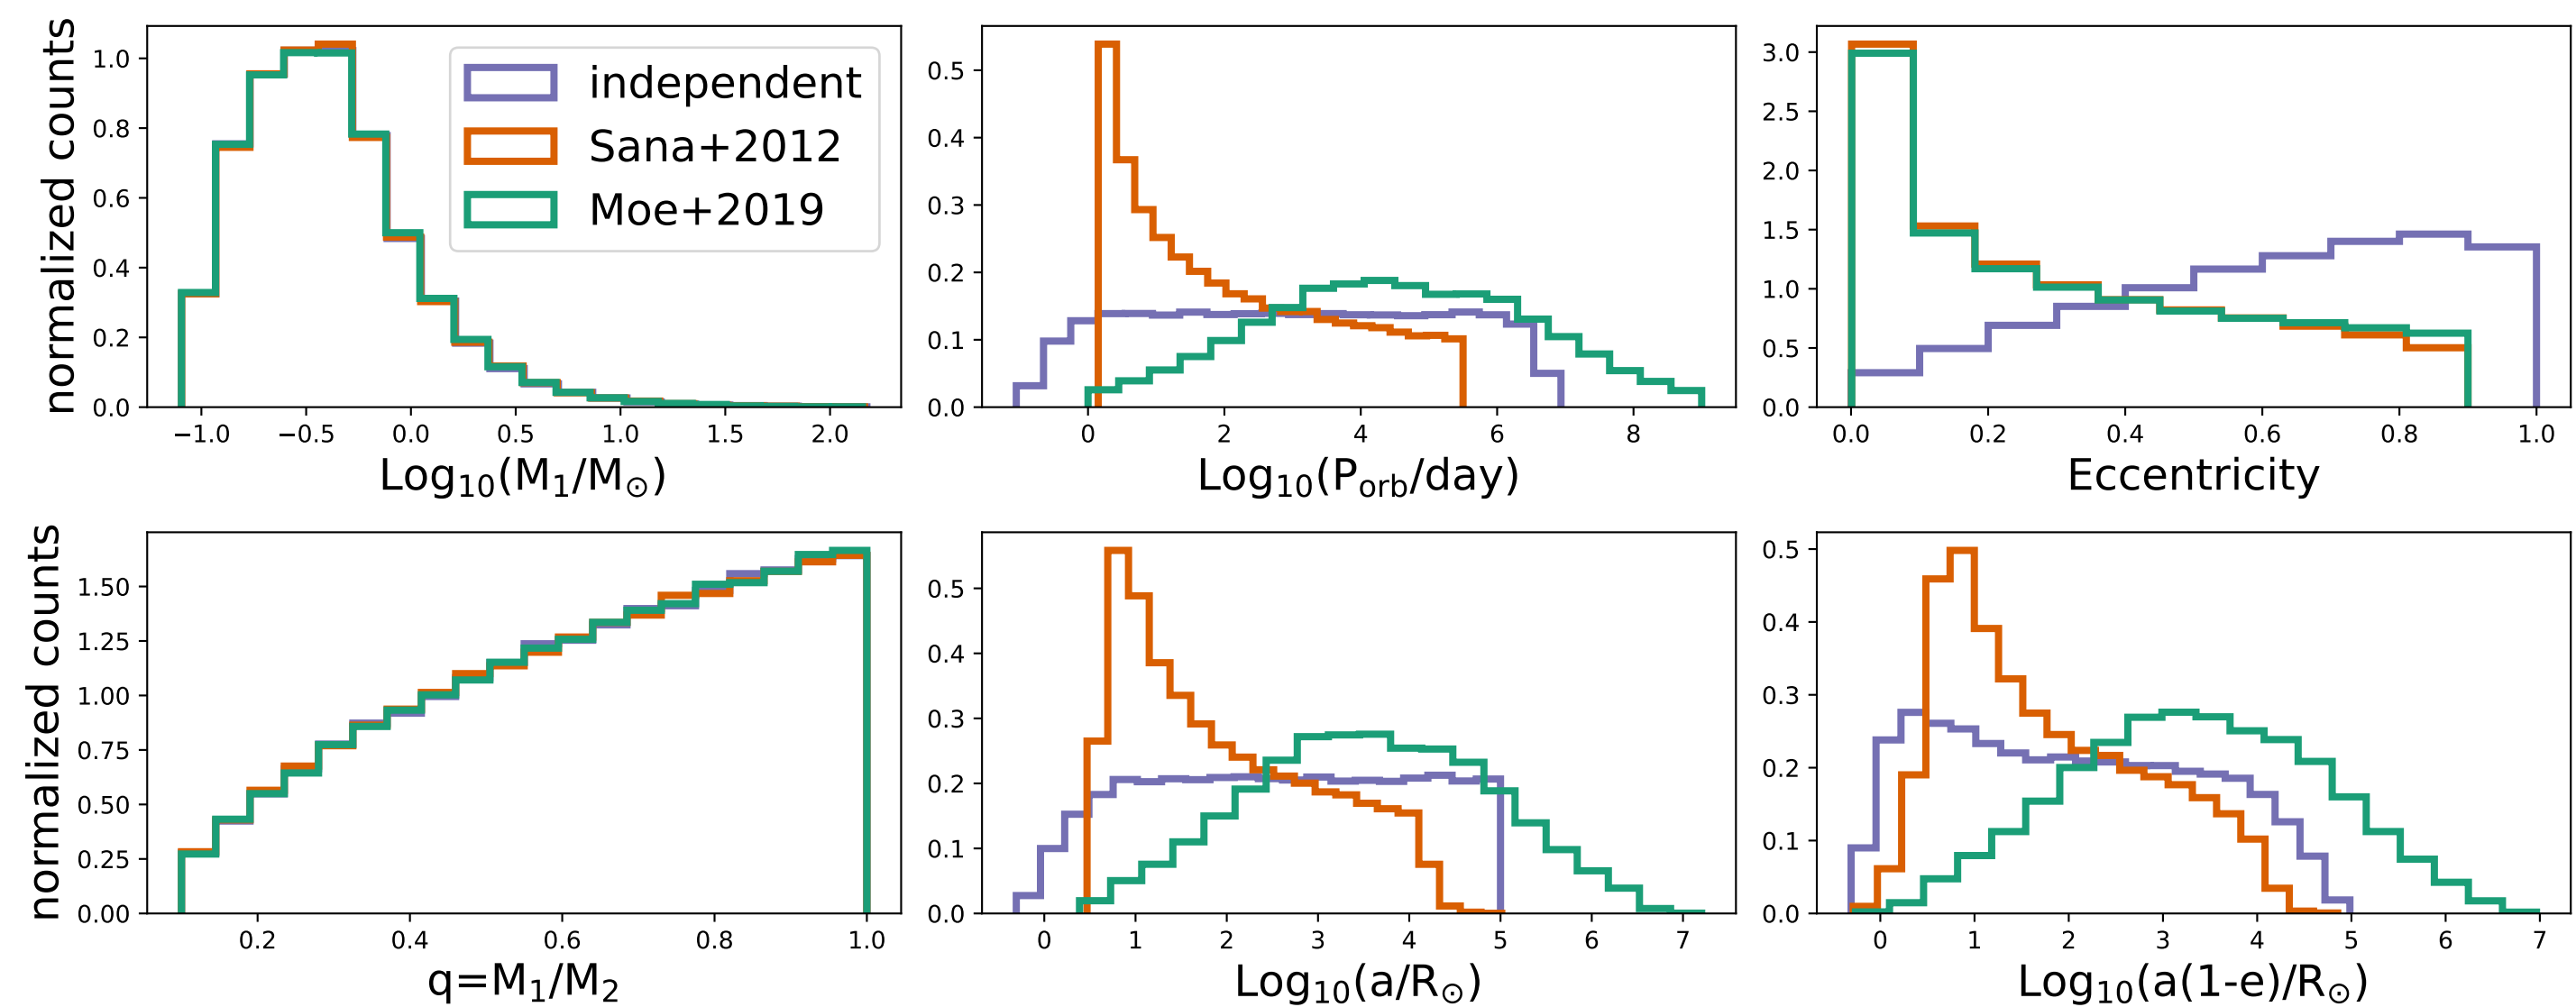 normalized counts
1.0
0.8
0.6
0.4
0.2
0.0
−1.0 −0.5 0.0 0.5 1.0 1.5 2.0
Log₁₀(M₁/M⊙)
independent
Sana+2012
Moe+2019
0.5
0.4
0.3
0.2
0.1
0.0
0 2 4 6 8
Log₁₀(Pₒᵣb/day)
3.0
2.5
2.0
1.5
1.0
0.5
0.0
0.0 0.2 0.4 0.6 0.8 1.0
Eccentricity
normalized counts
1.50
1.25
1.00
0.75
0.50
0.25
0.00
0.2 0.4 0.6 0.8 1.0
q=M₁/M₂
0.5
0.4
0.3
0.2
0.1
0.0
0 1 2 3 4 5 6 7
Log₁₀(a/R⊙)
0.5
0.4
0.3
0.2
0.1
0.0
0 1 2 3 4 5 6 7
Log₁₀(a(1-e)/R⊙)